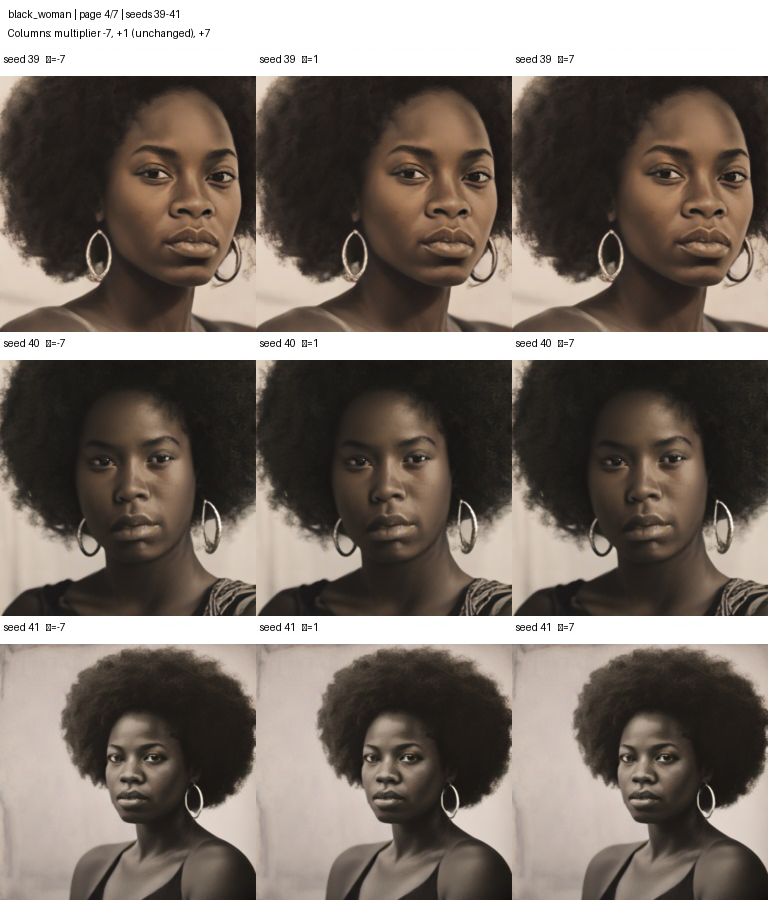 black_woman | page 4/7 | seeds 39-41
Columns: multiplier -7, +1 (unchanged), +7
seed 39 □=-7
seed 39 □=1
seed 39 □=7
seed 40 □=-7
seed 40 □=1
seed 40 □=7
seed 41 □=-7
seed 41 □=1
seed 41 □=7